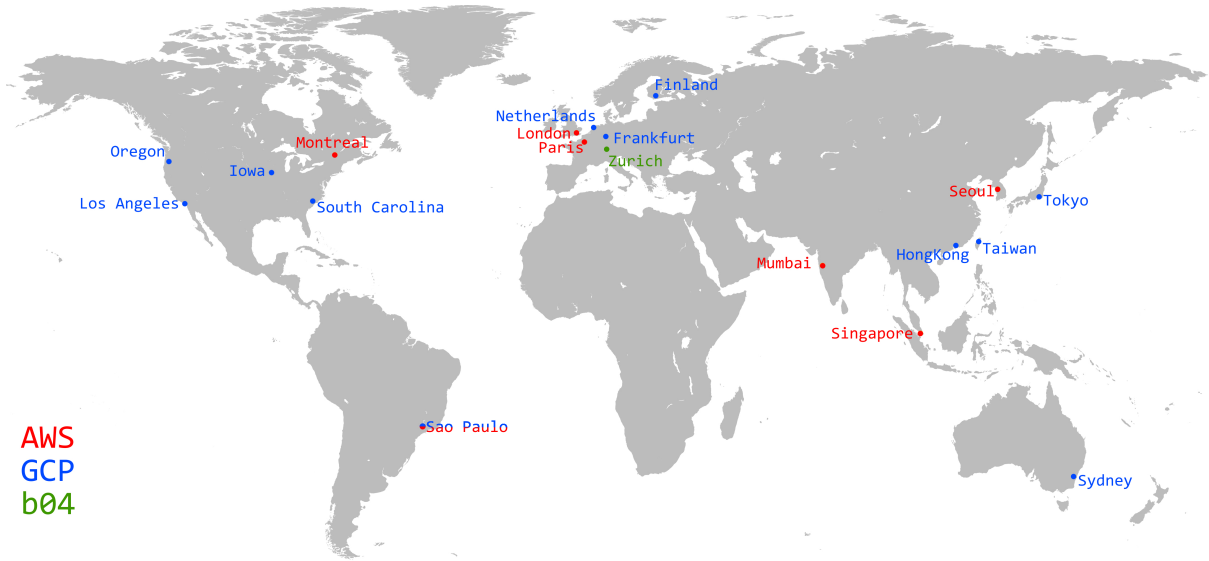 Finland
Netherlands
London
Frankfurt
Paris
Zurich
Montreal
Oregon
Iowa
Los Angeles
South Carolina
Seoul
Tokyo
HongKong
Taiwan
Mumbai
Singapore
Sao Paulo
Sydney
AWS
GCP
b04